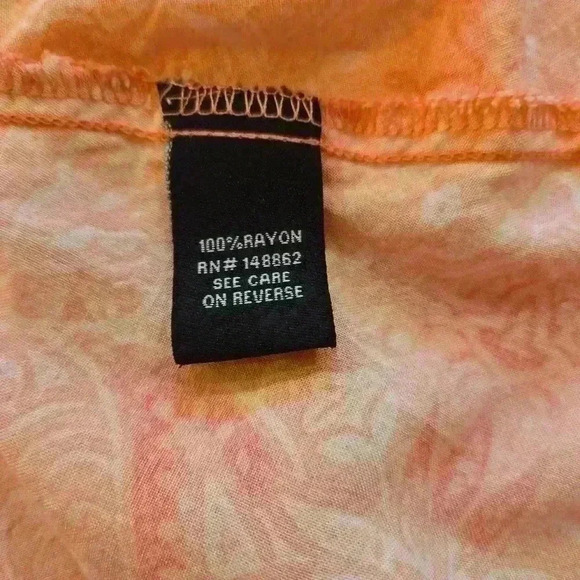 100%RAYON
RN# 148862
SEE CARE
ON REVERSE